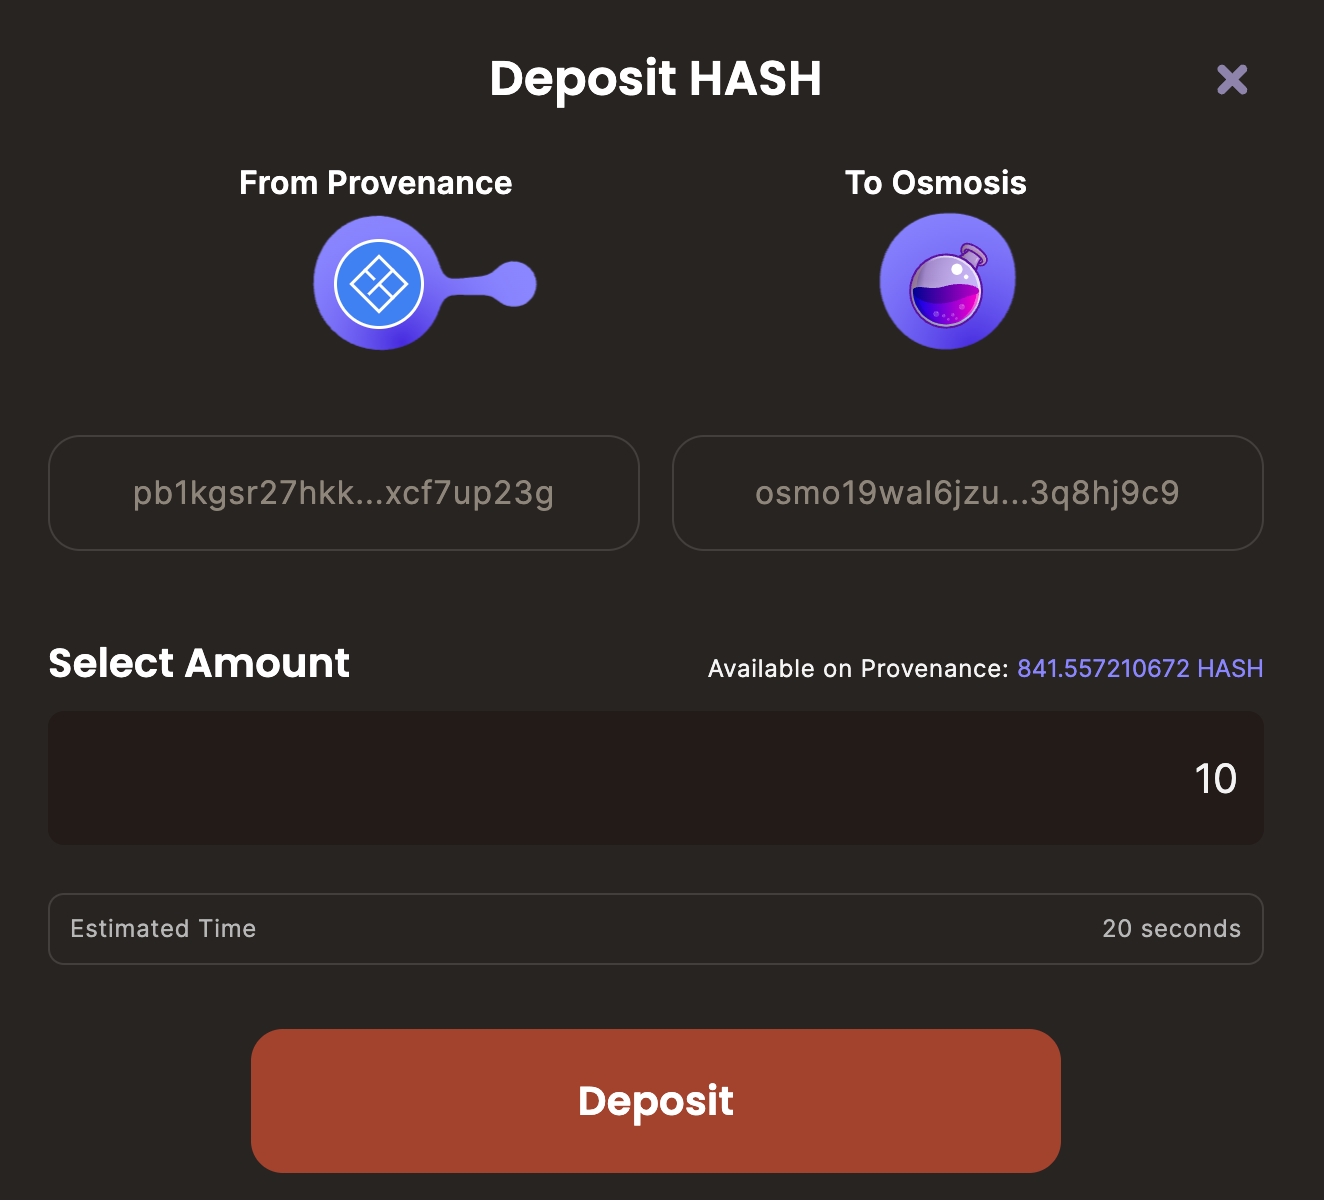 Deposit HASH
From Provenance
To Osmosis
pb1kgsr27hkk...xcf7up23g
osmo19wal6jzu...3q8hj9c9
Select Amount
Available on Provenance: 841.557210672 HASH
10
Estimated Time
20 seconds
Deposit